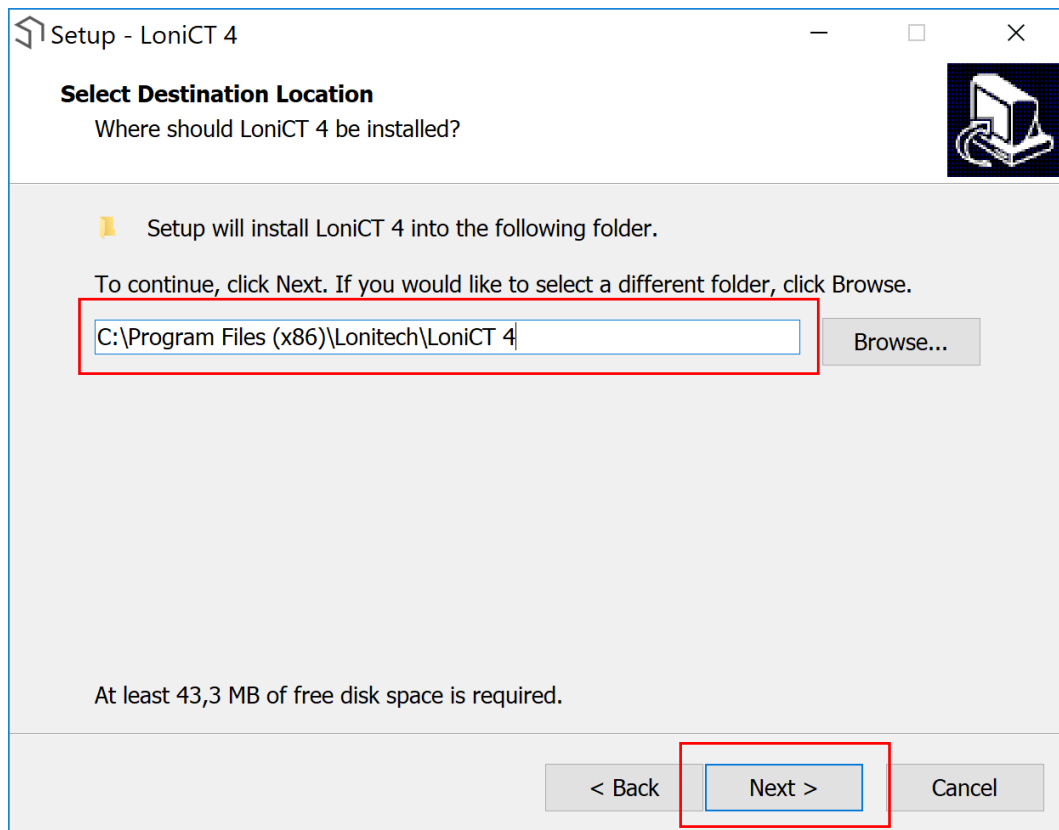 Setup - LoniCT 4
Select Destination Location
Where should LoniCT 4 be installed?
Setup will install LoniCT 4 into the following folder.
To continue, click Next. If you would like to select a different folder, click Browse.
C:\Program Files (x86)\Lonitech\LoniCT 4
Browse...
At least 43,3 MB of free disk space is required.
< Back
Next >
Cancel